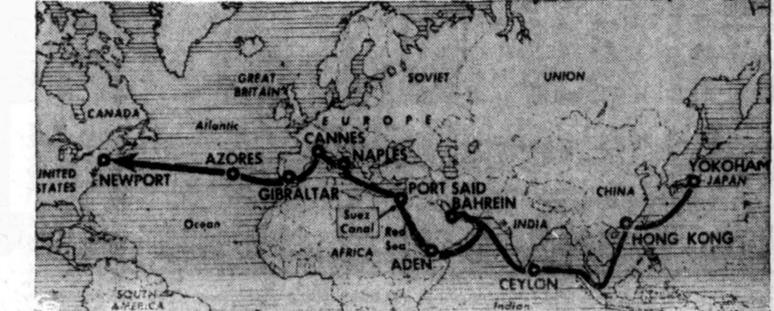 GREAT
BRITAIN
SOVIET
UNION
CANADA
Atlantic
EUROPE
CANNES
NAPLES
AZORES
YOKOHAM
JAPAN
UNITED
STATES
NEWPORT
GIBRALTAR
PORT SAID
BAHREIN
CHINA
Suez
Canal
Red
Sea
INDIA
Ocean
AFRICA
ADEN
HONG KONG
CEYLON
SOUTH
AMERICA
Indian